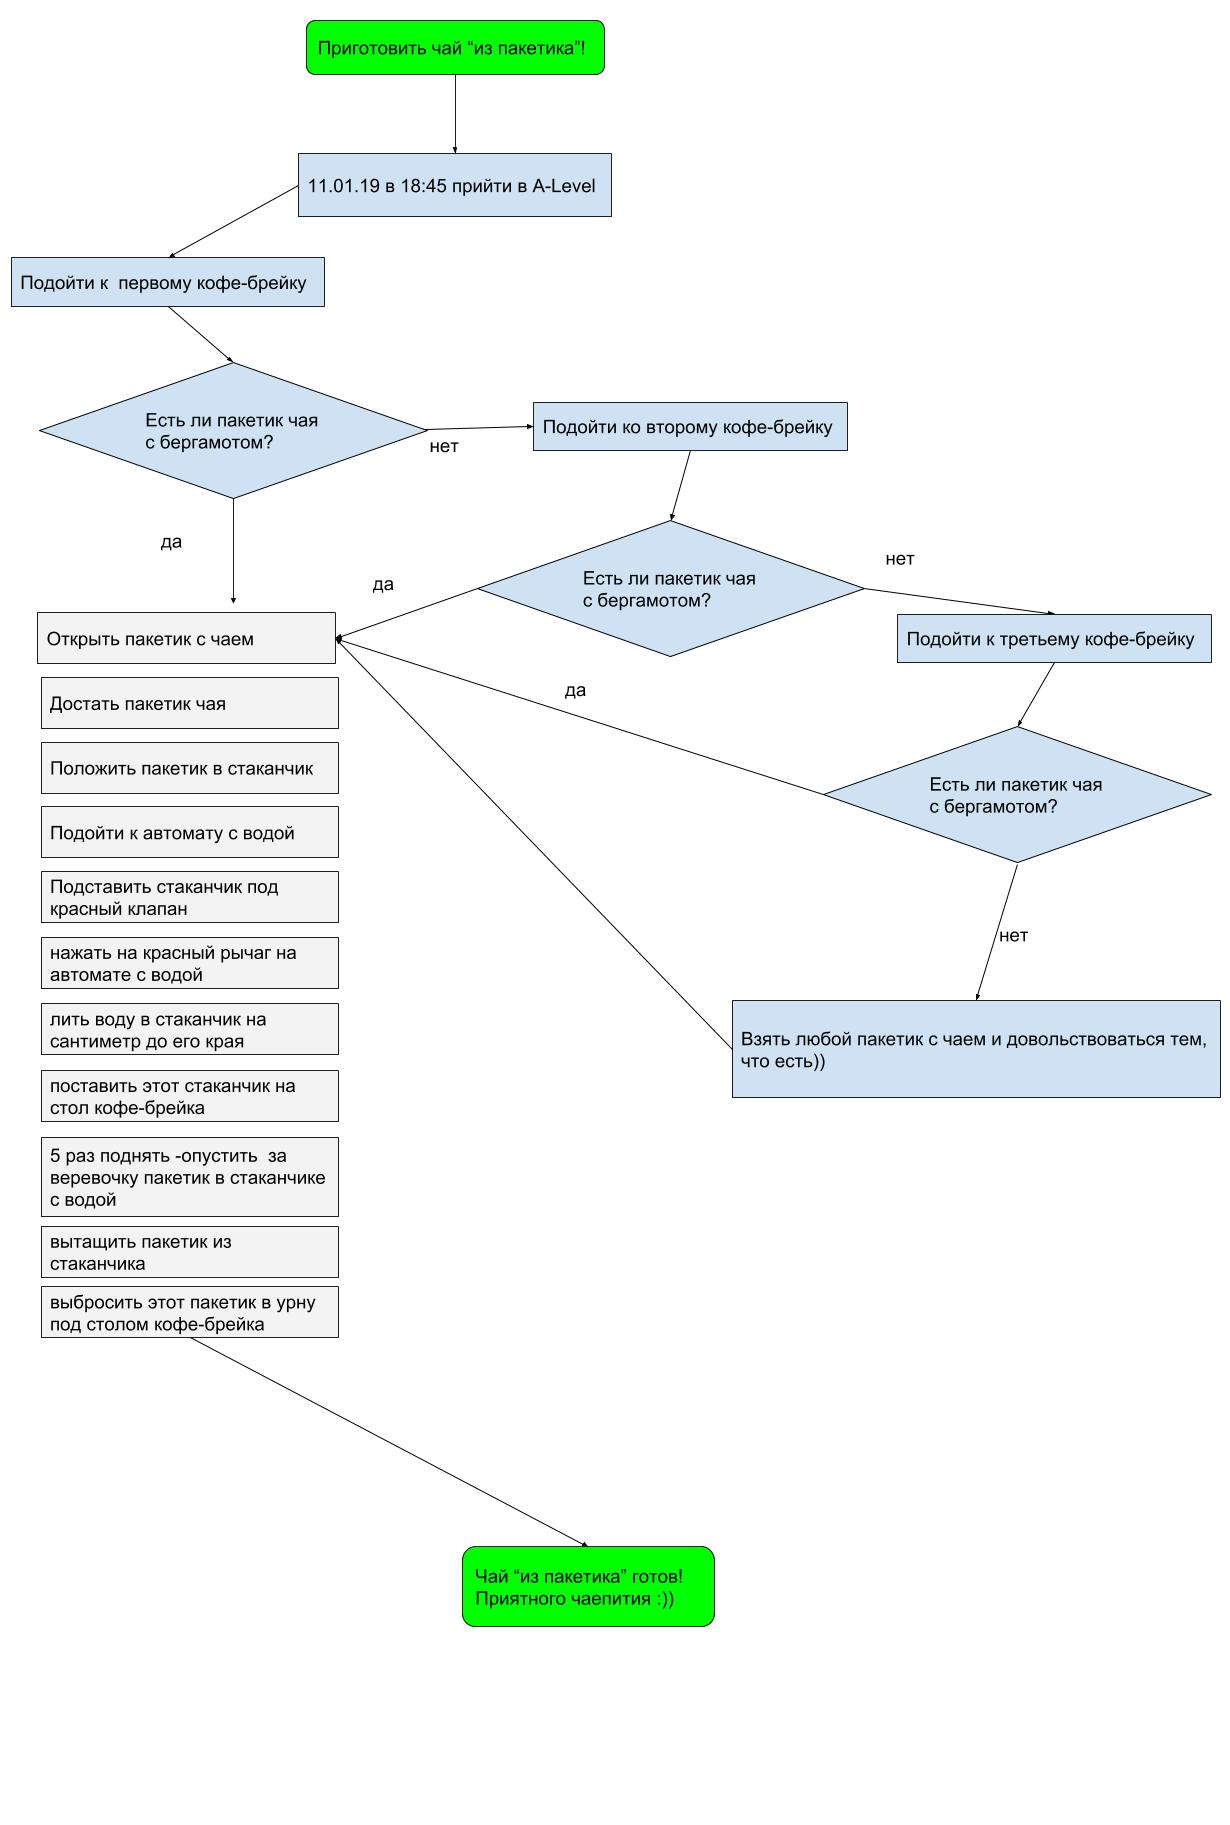 Приготовить чай “из пакетика”!
11.01.19 в 18:45 прийти в A-Level
Подойти к  первому кофе-брейку
Есть ли пакетик чая
с бергамотом?
нет
да
Подойти ко второму кофе-брейку
Есть ли пакетик чая
с бергамотом?
да
нет
Подойти к третьему кофе-брейку
Есть ли пакетик чая
с бергамотом?
да
нет
Взять любой пакетик с чаем и довольствоваться тем,
что есть))
Открыть пакетик с чаем
Достать пакетик чая
Положить пакетик в стаканчик
Подойти к автомату с водой
Подставить стаканчик под
красный клапан
нажать на красный рычаг на
автомате с водой
лить воду в стаканчик на
сантиметр до его края
поставить этот стаканчик на
стол кофе-брейка
5 раз поднять -опустить  за
веревочку пакетик в стаканчике
с водой
вытащить пакетик из
стаканчика
выбросить этот пакетик в урну
под столом кофе-брейка
Чай “из пакетика” готов!
Приятного чаепития :))